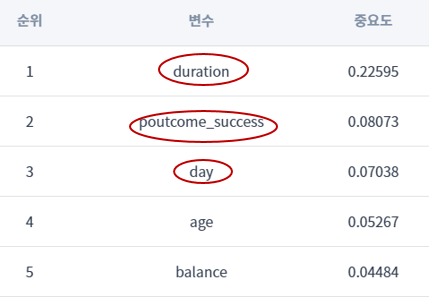 순위 변수 중요도
1 duration 0.22595
2 poutcome_success 0.08073
3 day 0.07038
4 age 0.05267
5 balance 0.04484